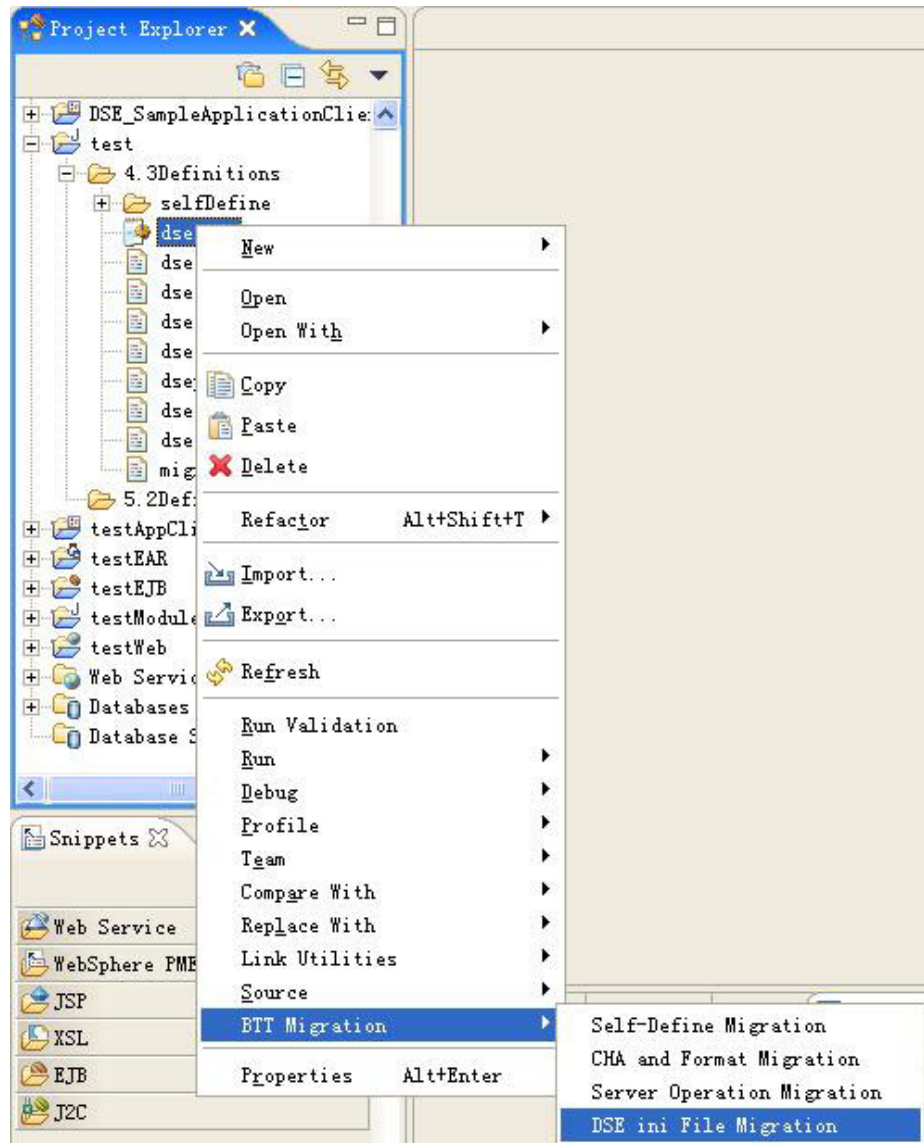 Project Explorer
DSE_SampleApplicationClie
test
4.3Definitions
selfDefine
dse
dse
dse
dse
dse
dse
dse
dse
mig
5.2Def
testAppCli
testEAR
testEJB
testModule
testWeb
Web Servic
Databases
Database S
New
Open
Open With
Copy
Paste
Delete
Refactor Alt+Shift+T
Import...
Export...
Refresh
Run Validation
Run
Debug
Profile
Team
Compare With
Replace With
Link Utilities
Source
BTT Migration
Properties Alt+Enter
Self-Define Migration
CHA and Format Migration
Server Operation Migration
DSE ini File Migration
Snippets
Web Service
WebSphere PME
JSP
XSL
EJB
J2C